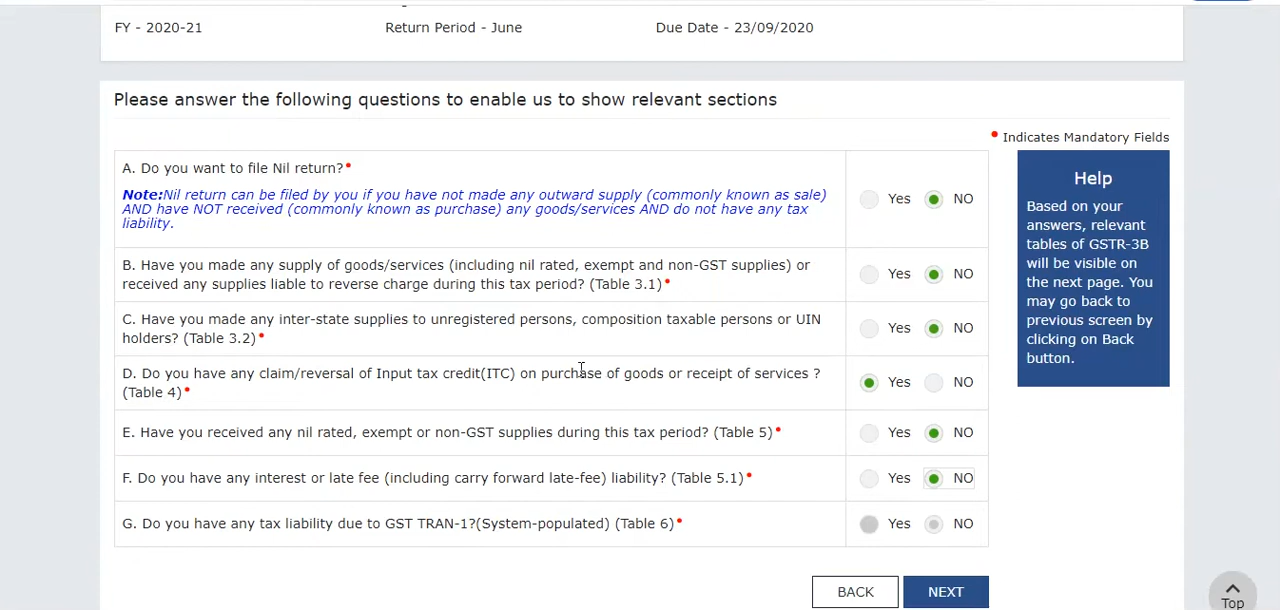 FY - 2020-21 Return Period - June Due Date - 23/09/2020
Please answer the following questions to enable us to show relevant sections
• Indicates Mandatory Fields
A. Do you want to file Nil return?•
Note:Nil return can be filed by you if you have not made any outward supply (commonly known as sale)
AND have NOT received (commonly known as purchase) any goods/services AND do not have any tax
liability.
Yes NO
B. Have you made any supply of goods/services (including nil rated, exempt and non-GST supplies) or
received any supplies liable to reverse charge during this tax period? (Table 3.1)•
Yes NO
C. Have you made any inter-state supplies to unregistered persons, composition taxable persons or UIN
holders? (Table 3.2)•
Yes NO
D. Do you have any claim/reversal of Input tax credit(ITC) on purchase of goods or receipt of services ?
(Table 4)•
Yes NO
E. Have you received any nil rated, exempt or non-GST supplies during this tax period? (Table 5)•
Yes NO
F. Do you have any interest or late fee (including carry forward late-fee) liability? (Table 5.1)•
Yes NO
G. Do you have any tax liability due to GST TRAN-1?(System-populated) (Table 6)•
Yes NO
Help
Based on your
answers, relevant
tables of GSTR-3B
will be visible on
the next page. You
may go back to
previous screen by
clicking on Back
button.
BACK NEXT
Top